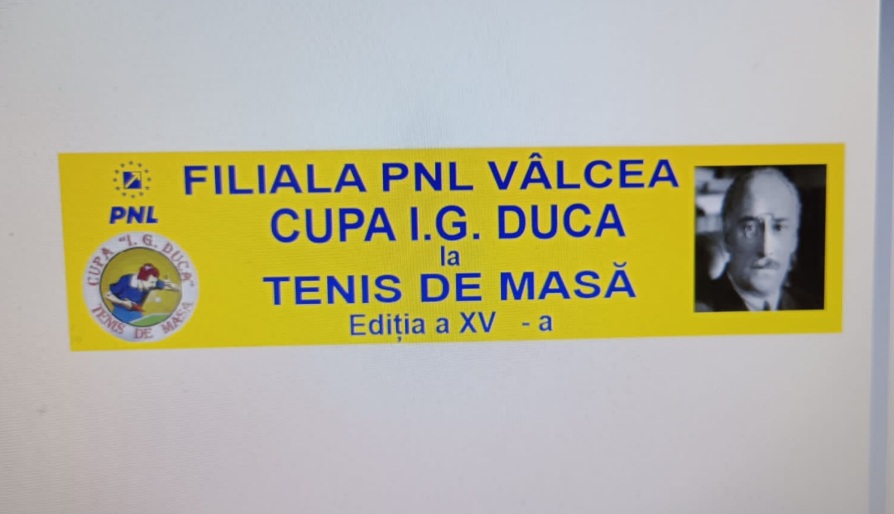 FILIALA PNL VÂLCEA
CUPA I.G. DUCA
la
TENIS DE MASĂ
Ediția a XV - a
PNL
CUPA "I. G. DUCA"
TENIS DE MASĂ